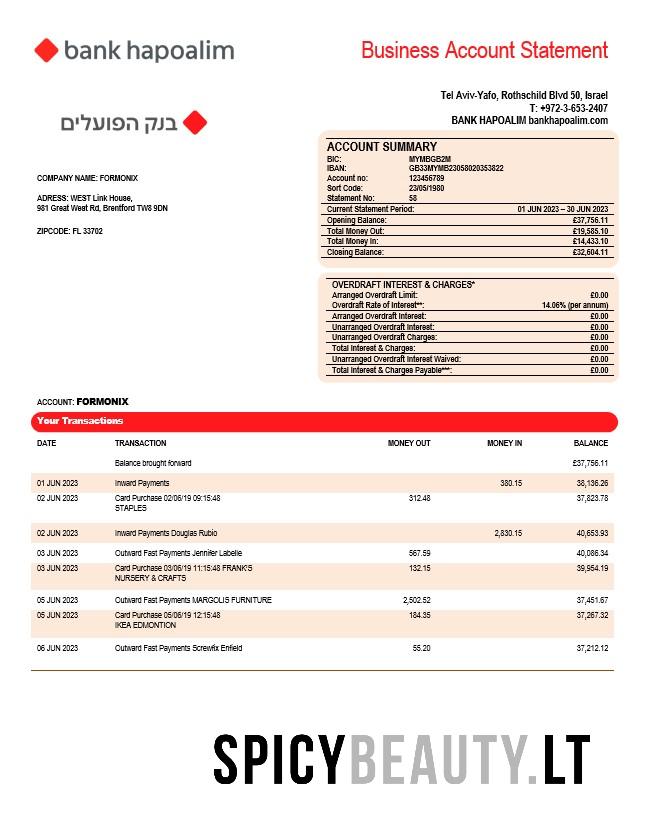 bank hapoalim
Business Account Statement
Tel Aviv-Yafo, Rothschild Blvd 50, Israel
T: +972-3-653-2407
BANK HAPOALIM bankhapoalim.com
בנק הפועלים
ACCOUNT SUMMARY
BIC: MYMBGB2M
IBAN: GB33MYMB23058020353822
Account no: 123456789
Sort Code: 23/05/1980
Statement No: 58
Current Statement Period: 01 JUN 2023 – 30 JUN 2023
Opening Balance: £37,756.11
Total Money Out: £19,585.10
Total Money In: £14,433.10
Closing Balance: £32,604.11
COMPANY NAME: FORMONIX
ADRESS: WEST Link House,
981 Great West Rd, Brentford TW8 9DN
ZIPCODE: FL 33702
OVERDRAFT INTEREST & CHARGES*
Arranged Overdraft Limit: £0.00
Overdraft Rate of Interest**: 14.06% (per annum)
Arranged Overdraft Interest: £0.00
Unarranged Overdraft Interest: £0.00
Unarranged Overdraft Charges: £0.00
Total Interest & Charges: £0.00
Unarranged Overdraft Interest Waived: £0.00
Total Interest & Charges Payable***: £0.00
ACCOUNT: FORMONIX
Your Transactions
DATE TRANSACTION MONEY OUT MONEY IN BALANCE
Balance brought forward £37,756.11
01 JUN 2023 Inward Payments 380.15 38,136.26
02 JUN 2023 Card Purchase 02/06/19 09:15:48 312.48 37,823.78
STAPLES
02 JUN 2023 Inward Payments Douglas Rubio 2,830.15 40,653.93
03 JUN 2023 Outward Fast Payments Jennifer Labelle 567.59 40,086.34
03 JUN 2023 Card Purchase 03/06/19 11:15:48 FRANK'S 132.15 39,954.19
NURSERY & CRAFTS
05 JUN 2023 Outward Fast Payments MARGOLIS FURNITURE 2,502.52 37,451.67
05 JUN 2023 Card Purchase 05/06/19 12:15:48 184.35 37,267.32
IKEA EDMONTION
06 JUN 2023 Outward Fast Payments Screwfix Enfield 55.20 37,212.12
SPICYBEAUTY.LT